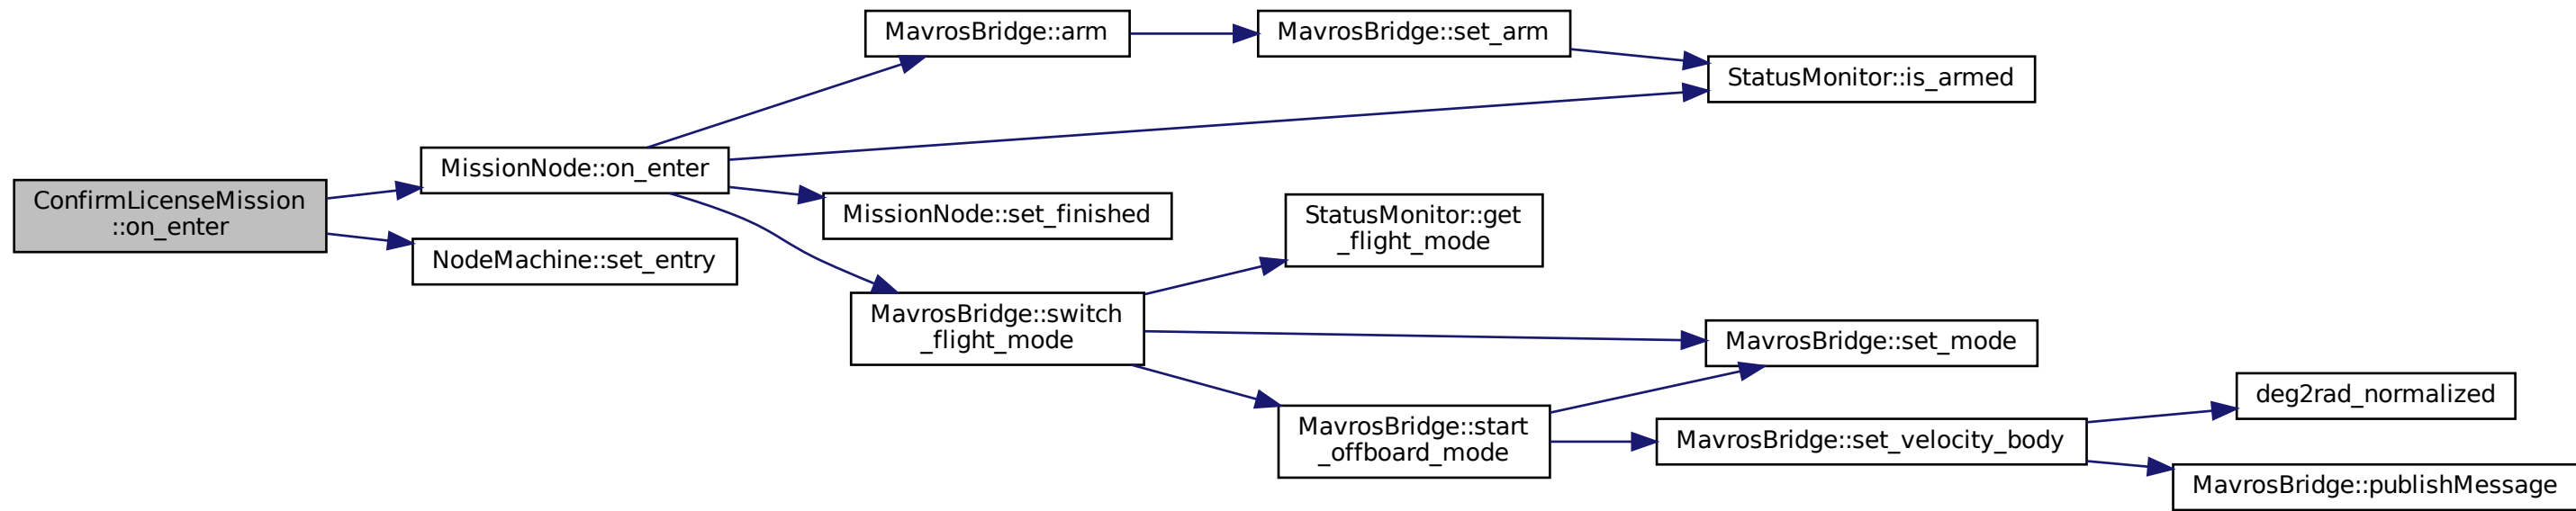 ConfirmLicenseMission
::on_enter
MissionNode::on_enter
NodeMachine::set_entry
MavrosBridge::arm
MissionNode::set_finished
MavrosBridge::switch
_flight_mode
MavrosBridge::set_arm
StatusMonitor::get
_flight_mode
MavrosBridge::start
_offboard_mode
StatusMonitor::is_armed
MavrosBridge::set_mode
MavrosBridge::set_velocity_body
deg2rad_normalized
MavrosBridge::publishMessage